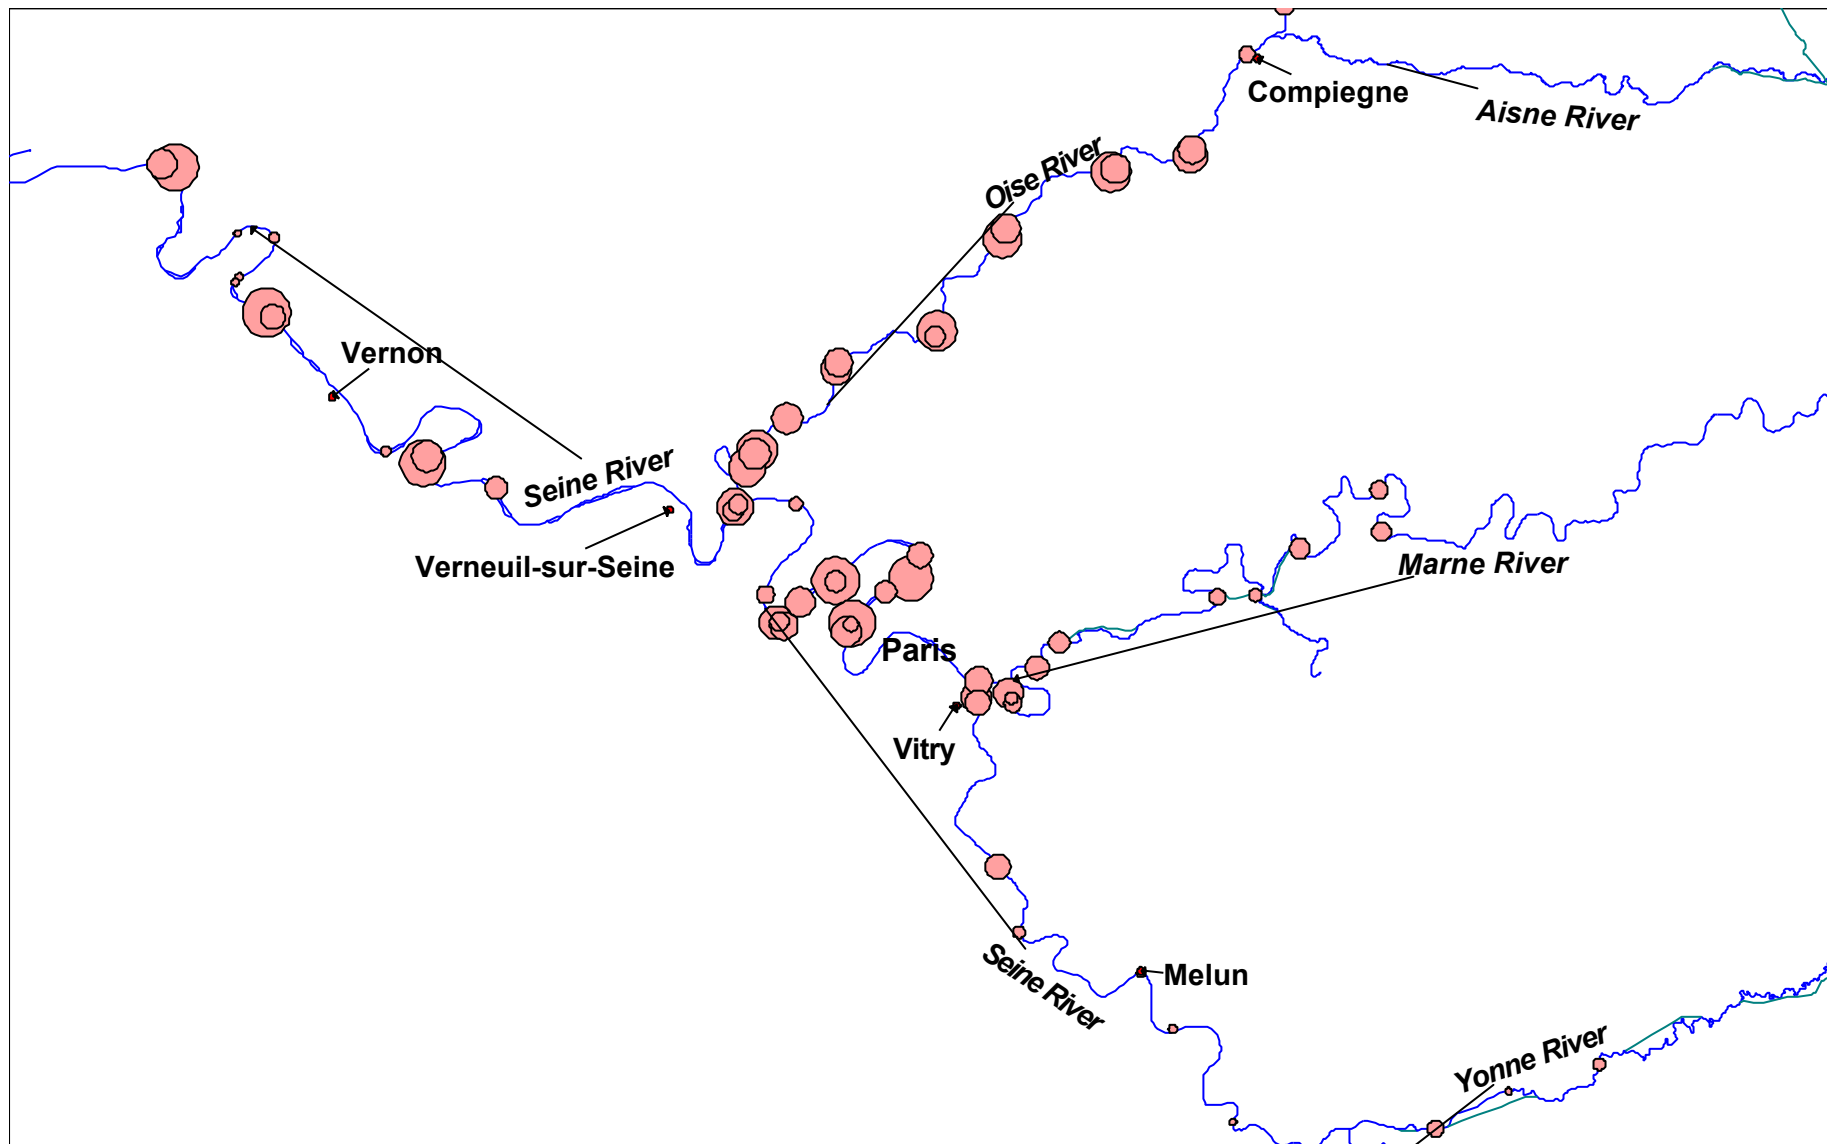 Compiegne
Aisne River
Oise River
Vernon
Seine River
Verneuil-sur-Seine
Marne River
Paris
Vitry
Seine River
Melun
Yonne River